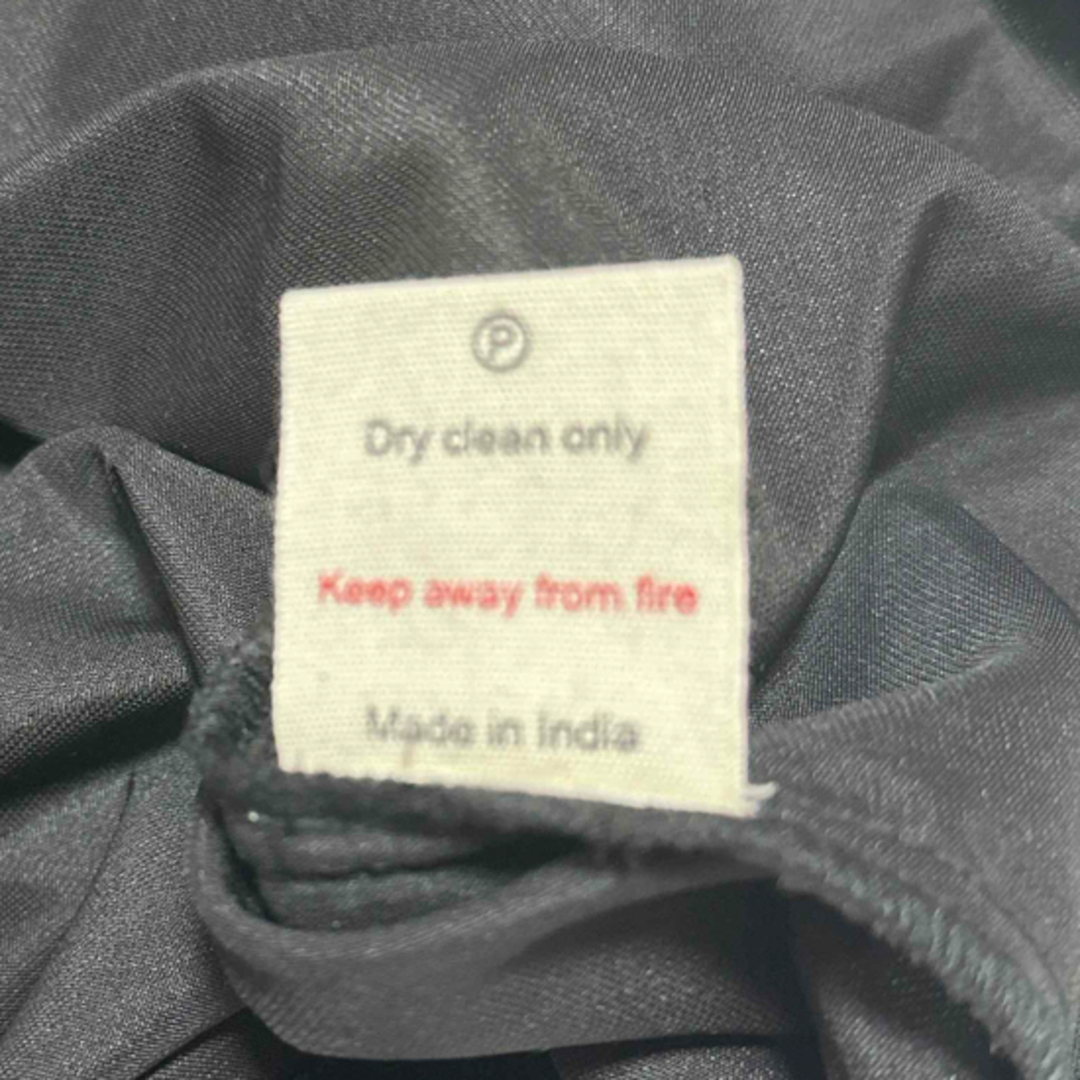 Ⓟ
Dry clean only
Keep away from fire
Made in India